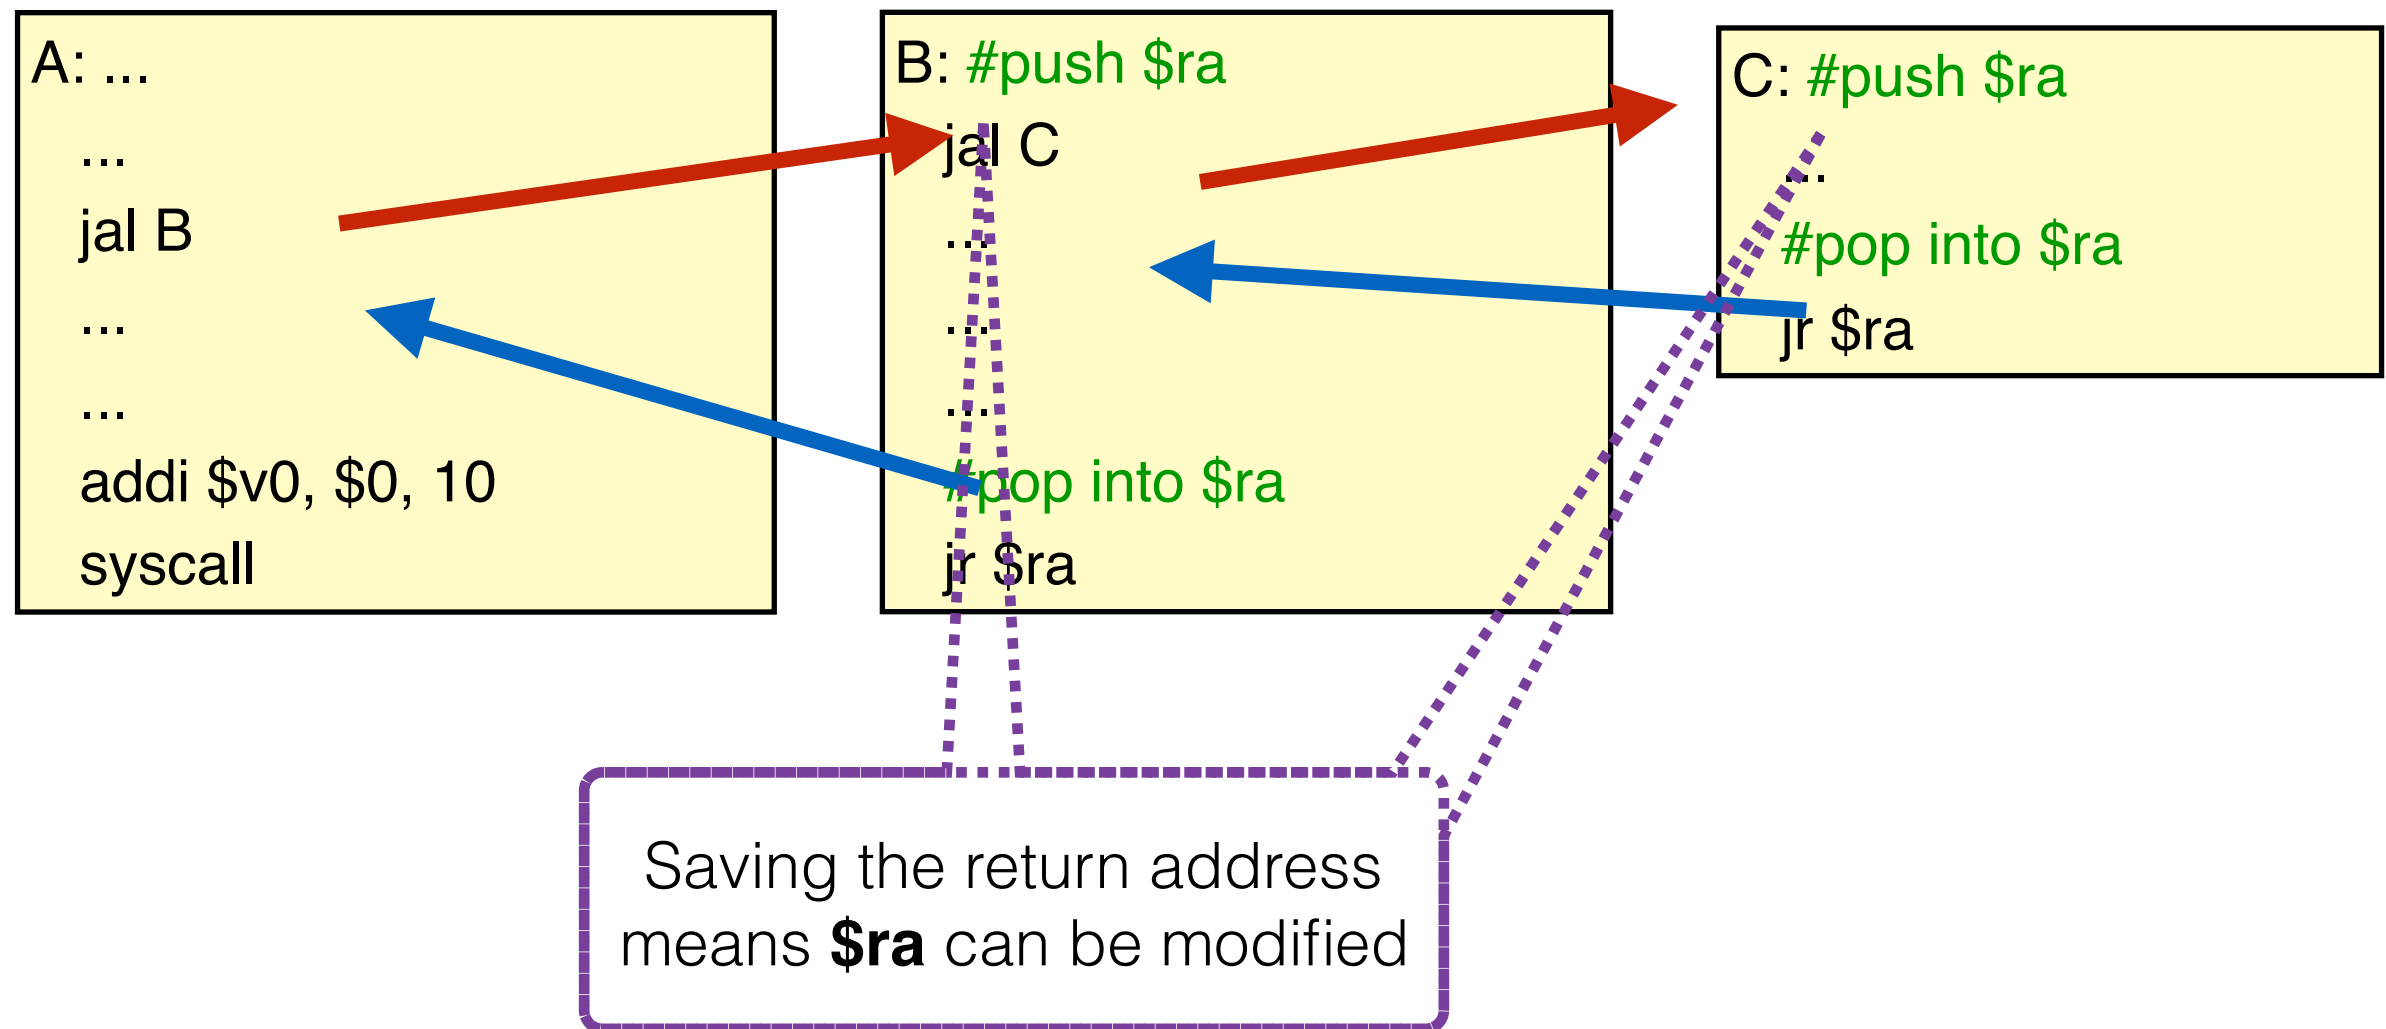 A: ...
...
jal B
...
...
addi $v0, $0, 10
syscall
B: #push $ra
jal C
...
...
...
#pop into $ra
jr $ra
C: #push $ra
...
#pop into $ra
jr $ra
Saving the return address
means $ra can be modified